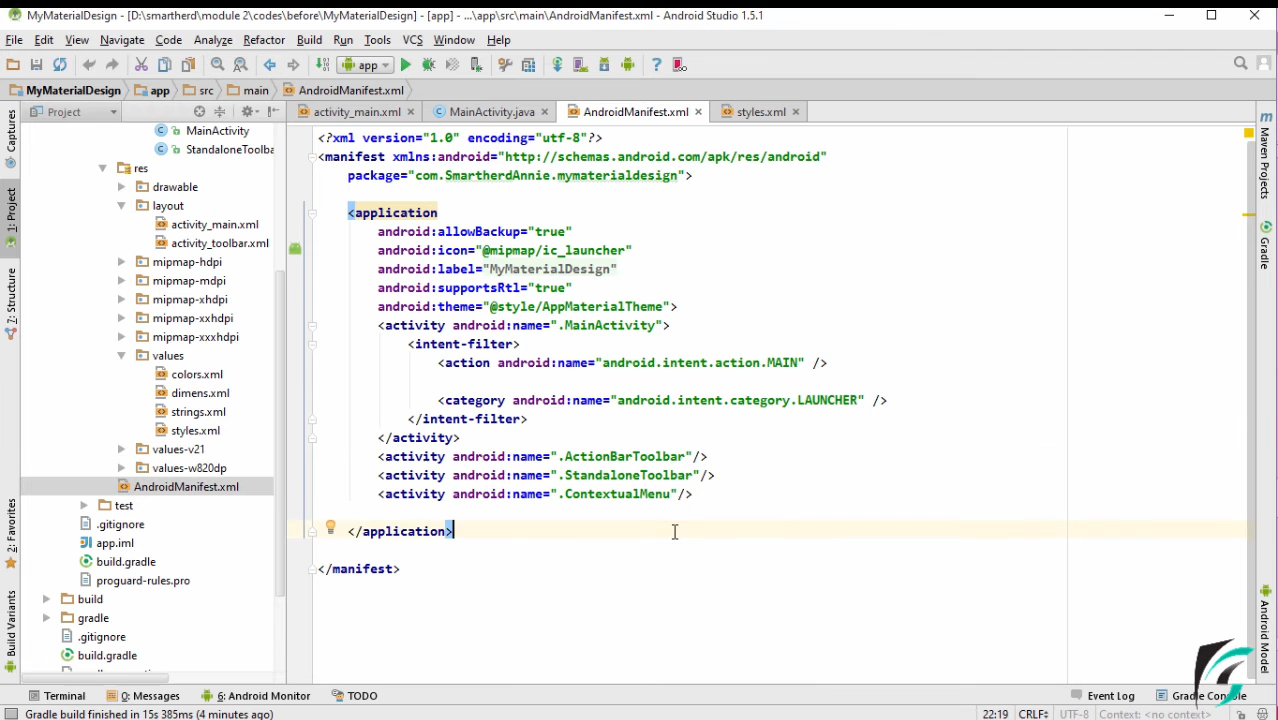 MyMaterialDesign - [D:\smartherd\module 2\codes\before\MyMaterialDesign] - [app] - ...\app\src\main\AndroidManifest.xml - Android Studio 1.5.1
File Edit View Navigate Code Analyze Refactor Build Run Tools VCS Window Help
app
MyMaterialDesign app src main AndroidManifest.xml
Project
activity_main.xml MainActivity.java AndroidManifest.xml styles.xml
Captures
1: Project
7: Structure
2: Favorites
Build Variants
MainActivity
StandaloneToolba
res
drawable
layout
activity_main.xml
activity_toolbar.xml
mipmap-hdpi
mipmap-mdpi
mipmap-xhdpi
mipmap-xxhdpi
mipmap-xxxhdpi
values
colors.xml
dimens.xml
strings.xml
styles.xml
values-v21
values-w820dp
AndroidManifest.xml
test
.gitignore
app.iml
build.gradle
proguard-rules.pro
build
gradle
.gitignore
build.gradle
<?xml version="1.0" encoding="utf-8"?>
<manifest xmlns:android="http://schemas.android.com/apk/res/android"
package="com.SmartherdAnnie.mymaterialdesign">
<application
android:allowBackup="true"
android:icon="@mipmap/ic_launcher"
android:label="MyMaterialDesign"
android:supportsRtl="true"
android:theme="@style/AppMaterialTheme">
<activity android:name=".MainActivity">
<intent-filter>
<action android:name="android.intent.action.MAIN" />
<category android:name="android.intent.category.LAUNCHER" />
</intent-filter>
</activity>
<activity android:name=".ActionBarToolbar"/>
<activity android:name=".StandaloneToolbar"/>
<activity android:name=".ContextualMenu"/>
</application>
</manifest>
Maven Projects
Gradle
Android Model
Terminal 0: Messages 6: Android Monitor TODO Event Log Gradle Console
Gradle build finished in 15s 385ms (4 minutes ago) 22:19 CRLF UTF-8 Context: <no context>